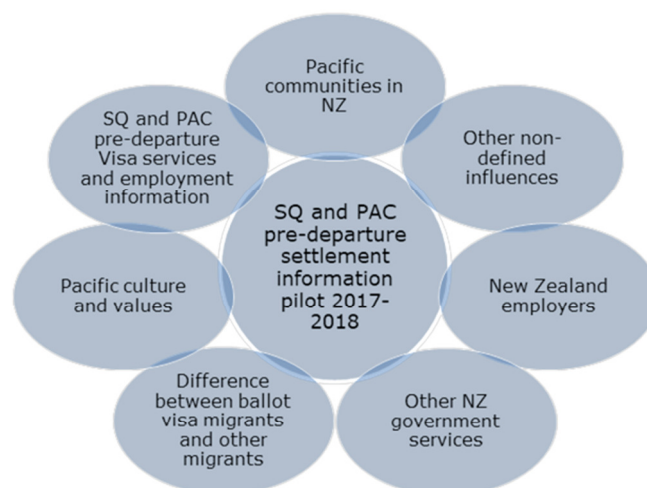 Pacific
communities in
NZ
SQ and PAC
pre-departure
Visa services
and employment
information
Other non-
defined
influences
SQ and PAC
pre-departure
settlement
information
pilot 2017-
2018
Pacific culture
and values
New Zealand
employers
Difference
between ballot
visa migrants
and other
migrants
Other NZ
government
services